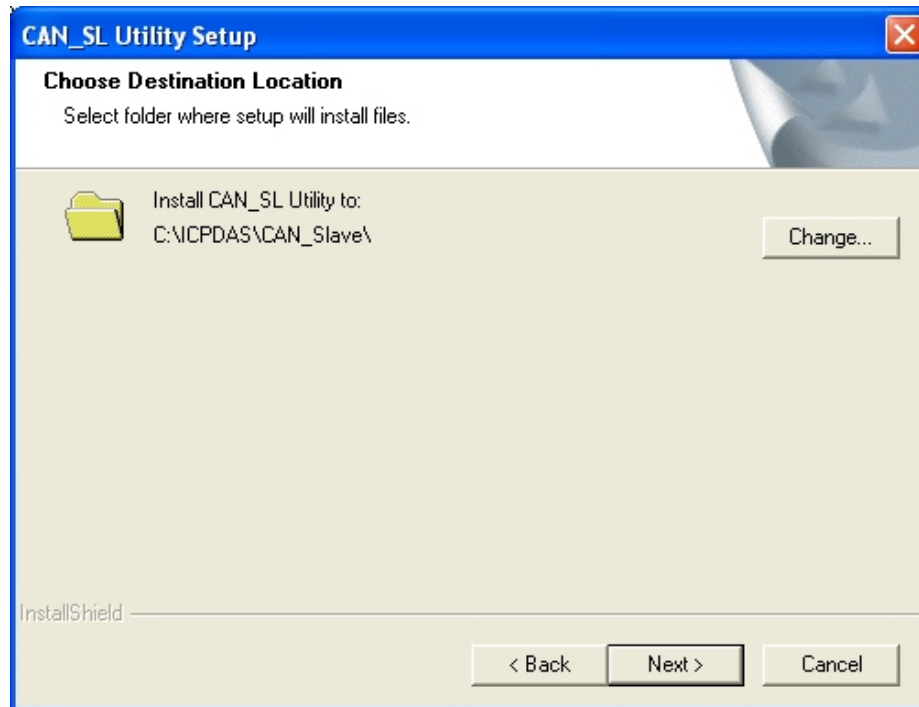 CAN_SL Utility Setup
Choose Destination Location
Select folder where setup will install files.
Install CAN_SL Utility to:
C:\ICPDAS\CAN_Slave\
Change...
InstallShield
< Back
Next >
Cancel